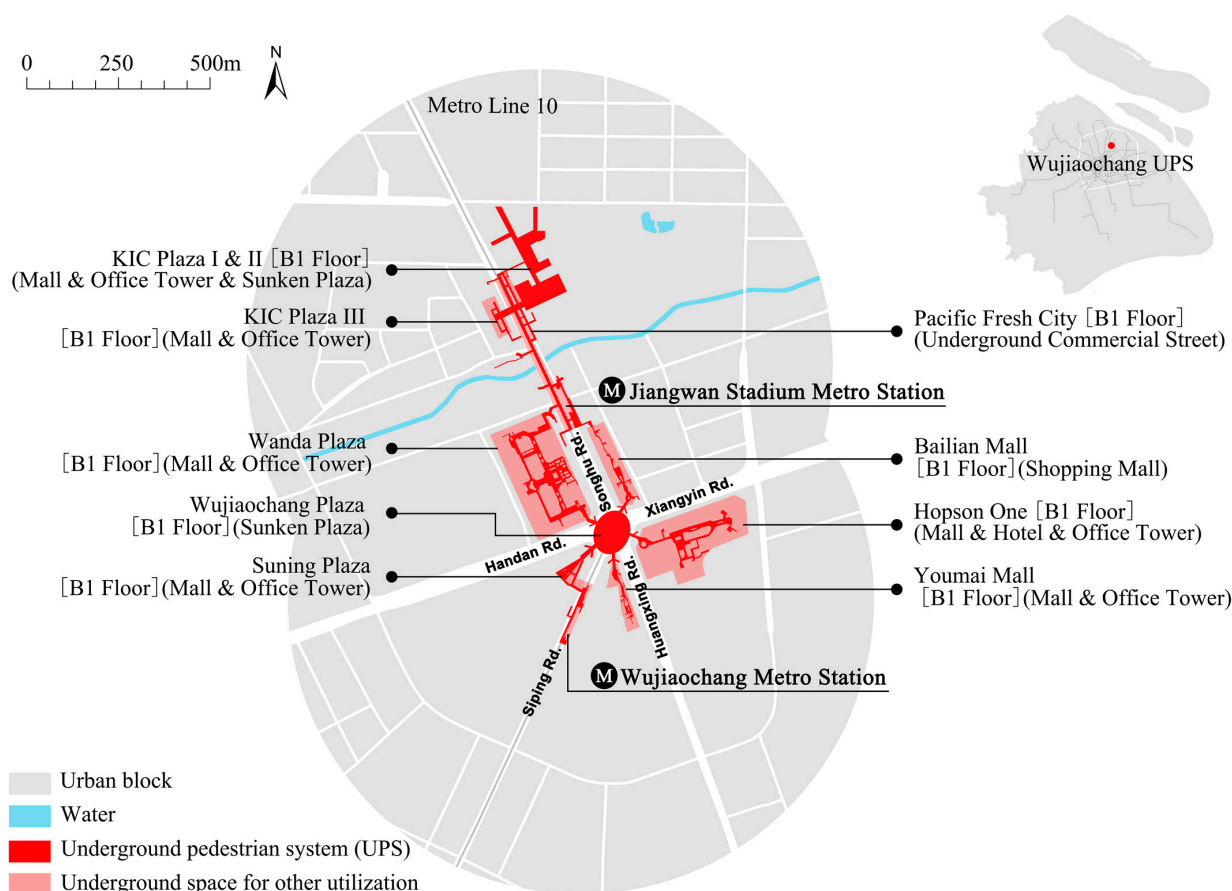 0 250 500m
N
Metro Line 10
Wujiaochang UPS
KIC Plaza I & II [B1 Floor]
(Mall & Office Tower & Sunken Plaza)
KIC Plaza III
[B1 Floor](Mall & Office Tower)
Pacific Fresh City [B1 Floor]
(Underground Commercial Street)
M Jiangwan Stadium Metro Station
Wanda Plaza
[B1 Floor](Mall & Office Tower)
Songhu Rd.
Bailian Mall
[B1 Floor](Shopping Mall)
Xiangyin Rd.
Wujiaochang Plaza
[B1 Floor](Sunken Plaza)
Hopson One [B1 Floor]
(Mall & Hotel & Office Tower)
Handan Rd.
Suning Plaza
[B1 Floor](Mall & Office Tower)
Huangxing Rd.
Youmai Mall
[B1 Floor](Mall & Office Tower)
Siping Rd.
M Wujiaochang Metro Station
Urban block
Water
Underground pedestrian system (UPS)
Underground space for other utilization